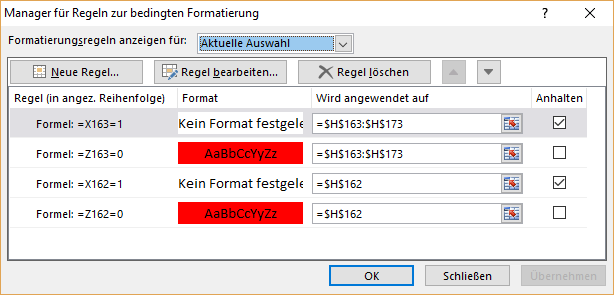 Manager für Regeln zur bedingten Formatierung
Formatierungsregeln anzeigen für: Aktuelle Auswahl
Neue Regel... Regel bearbeiten... Regel löschen
Regel (in angez. Reihenfolge) Format Wird angewendet auf Anhalten
Formel: =X163=1 Kein Format festgele =$H$163:$H$173
Formel: =Z163=0 AaBbCcYyZz =$H$163:$H$173
Formel: =X162=1 Kein Format festgele =$H$162
Formel: =Z162=0 AaBbCcYyZz =$H$162
OK Schließen Übernehmen